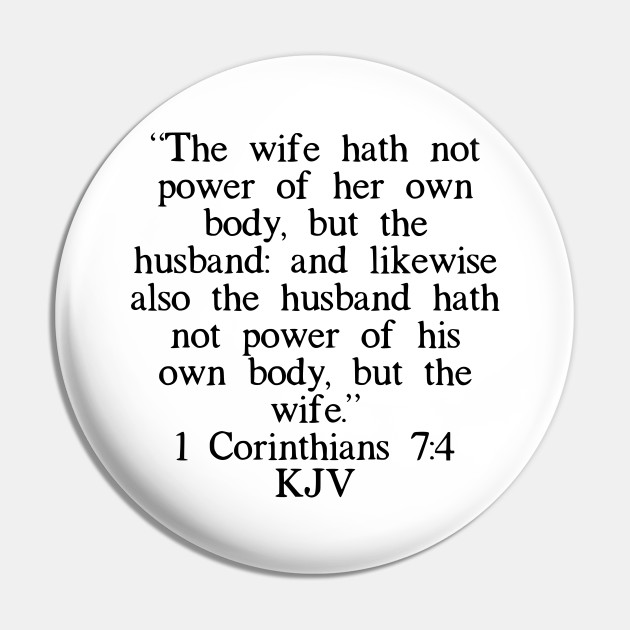 “The wife hath not
power of her own
body, but the
husband: and likewise
also the husband hath
not power of his
own body, but the
wife.”
1 Corinthians 7:4
KJV